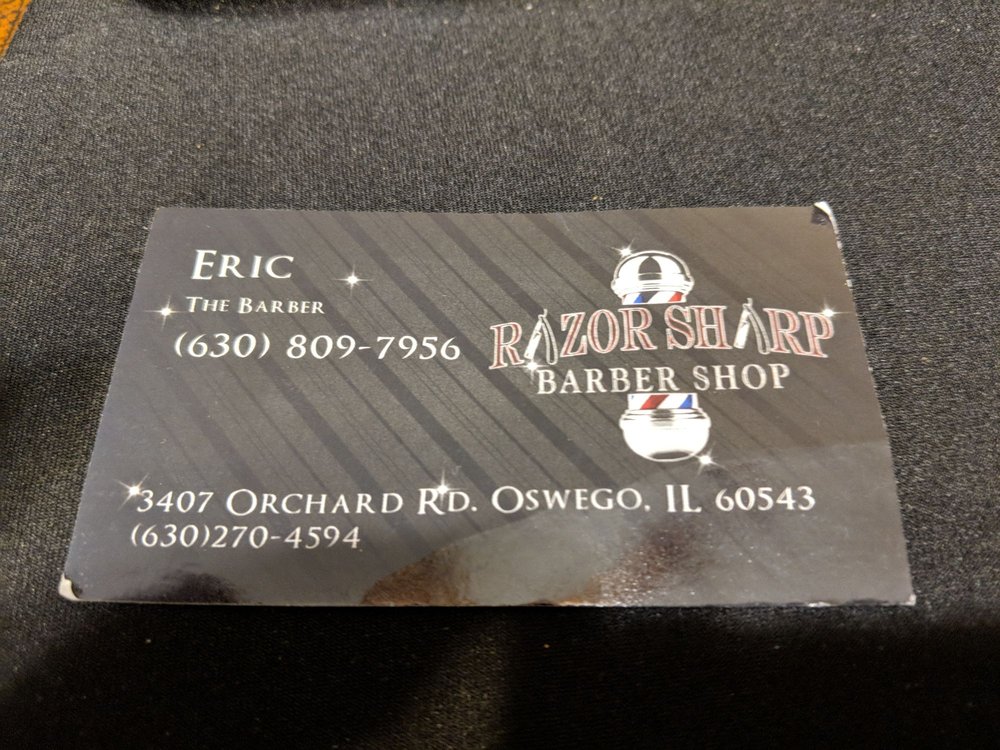 Eric
The Barber
(630) 809-7956
RAZOR SHARP
BARBER SHOP
3407 Orchard Rd. Oswego, IL 60543
(630)270-4594